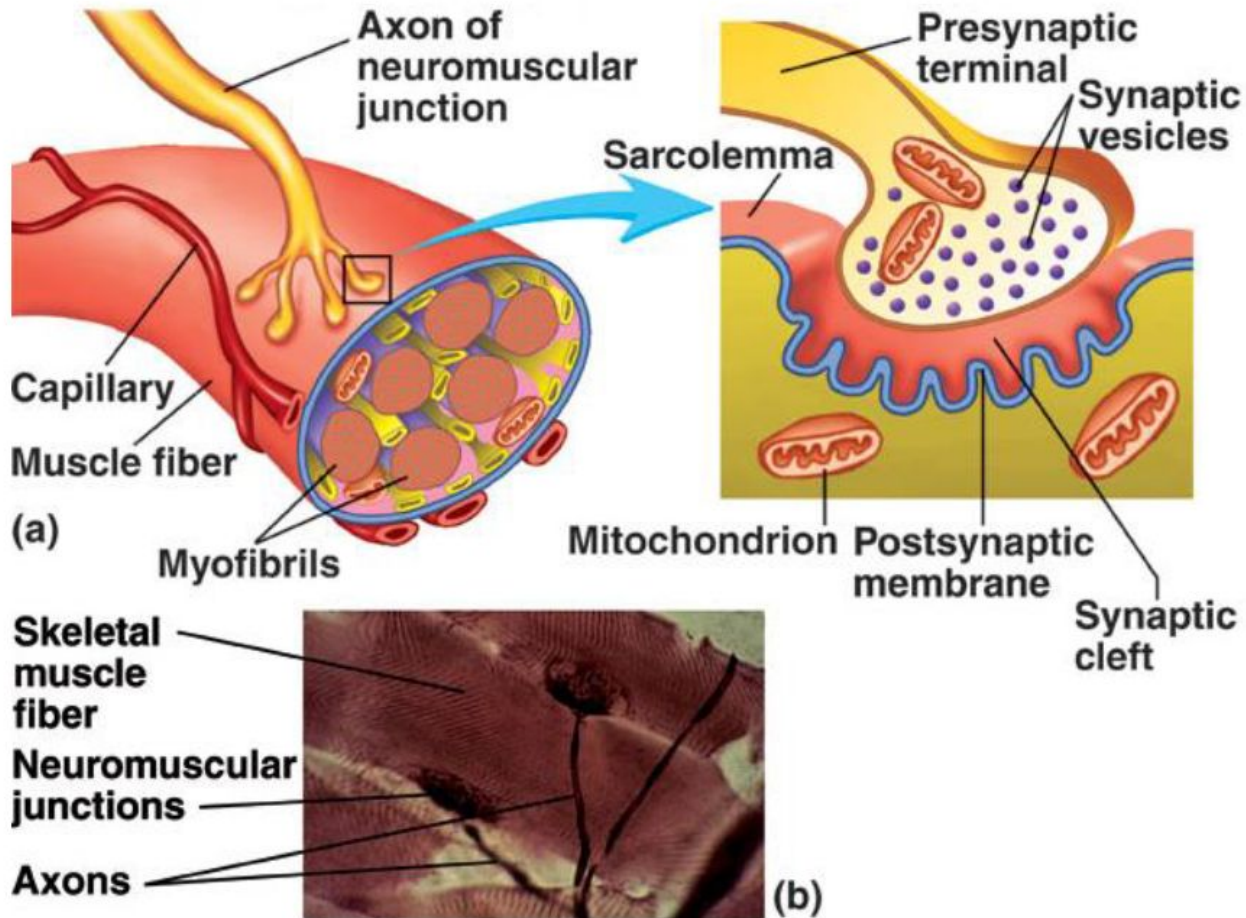 Axon of
neuromuscular
junction
Presynaptic
terminal
Synaptic
vesicles
Sarcolemma
Capillary
Muscle fiber
(a)
Myofibrils
Mitochondrion
Postsynaptic
membrane
Synaptic
cleft
Skeletal
muscle
fiber
Neuromuscular
junctions
Axons
(b)